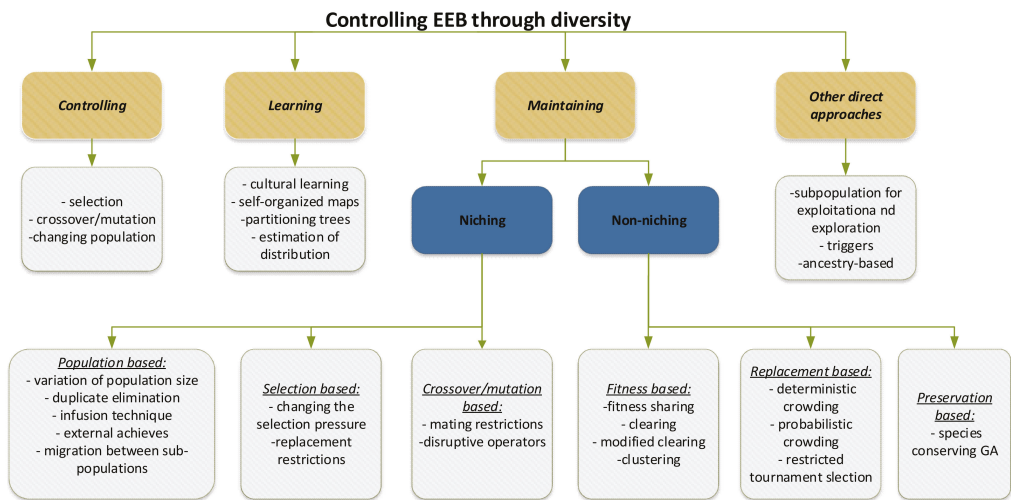 Controlling EEB through diversity
Controlling
Learning
Maintaining
Other direct
approaches
- selection
- crossover/mutation
-changing population
- cultural learning
- self-organized maps
-partitioning trees
- estimation of
distribution
Niching
Non-niching
-subpopulation for
exploitationa nd
exploration
- triggers
-ancestry-based
Population based:
- variation of population size
- duplicate elimination
- infusion technique
- external achieves
- migration between sub-
populations
Selection based:
- changing the
selection pressure
-replacement
restrictions
Crossover/mutation
based:
- mating restrictions
-disruptive operators
Fitness based:
-fitness sharing
- clearing
- modified clearing
-clustering
Replacement based:
- deterministic
crowding
- probabilistic
crowding
- restricted
tournament slection
Preservation
based:
- species
conserving GA